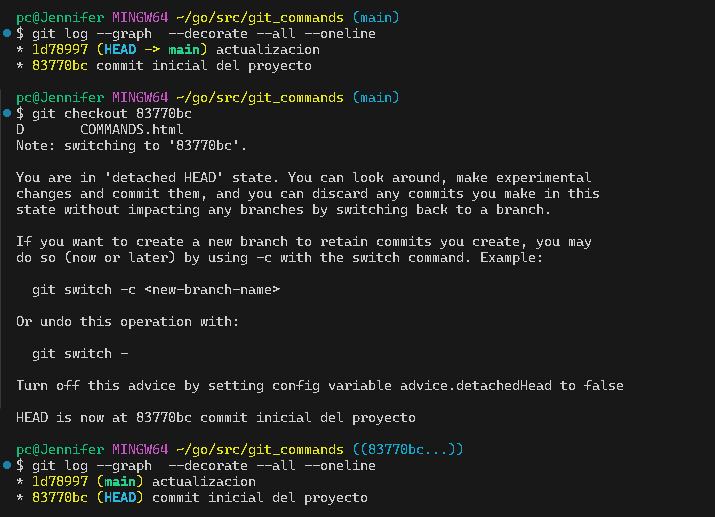 pc@Jennifer MINGW64 ~/go/src/git_commands (main)
$ git log --graph  --decorate --all --oneline
* 1d78997 (HEAD -> main) actualizacion
* 83770bc commit inicial del proyecto
pc@Jennifer MINGW64 ~/go/src/git_commands (main)
$ git checkout 83770bc
D       COMMANDS.html
Note: switching to '83770bc'.
You are in 'detached HEAD' state. You can look around, make experimental
changes and commit them, and you can discard any commits you make in this
state without impacting any branches by switching back to a branch.
If you want to create a new branch to retain commits you create, you may
do so (now or later) by using -c with the switch command. Example:
  git switch -c <new-branch-name>
Or undo this operation with:
  git switch -
Turn off this advice by setting config variable advice.detachedHead to false
HEAD is now at 83770bc commit inicial del proyecto
pc@Jennifer MINGW64 ~/go/src/git_commands ((83770bc...))
$ git log --graph  --decorate --all --oneline
* 1d78997 (main) actualizacion
* 83770bc (HEAD) commit inicial del proyecto